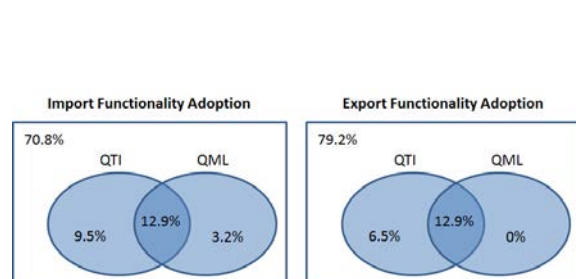 Import Functionality Adoption
70.8%
QTI QML
9.5% 12.9% 3.2%
Export Functionality Adoption
79.2%
QTI QML
6.5% 12.9% 0%